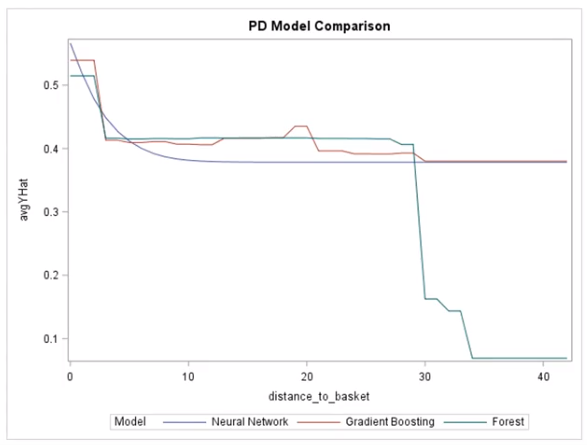 PD Model Comparison
avgYHat
0.5
0.4
0.3
0.2
0.1
0 10 20 30 40
distance_to_basket
Model Neural Network Gradient Boosting Forest